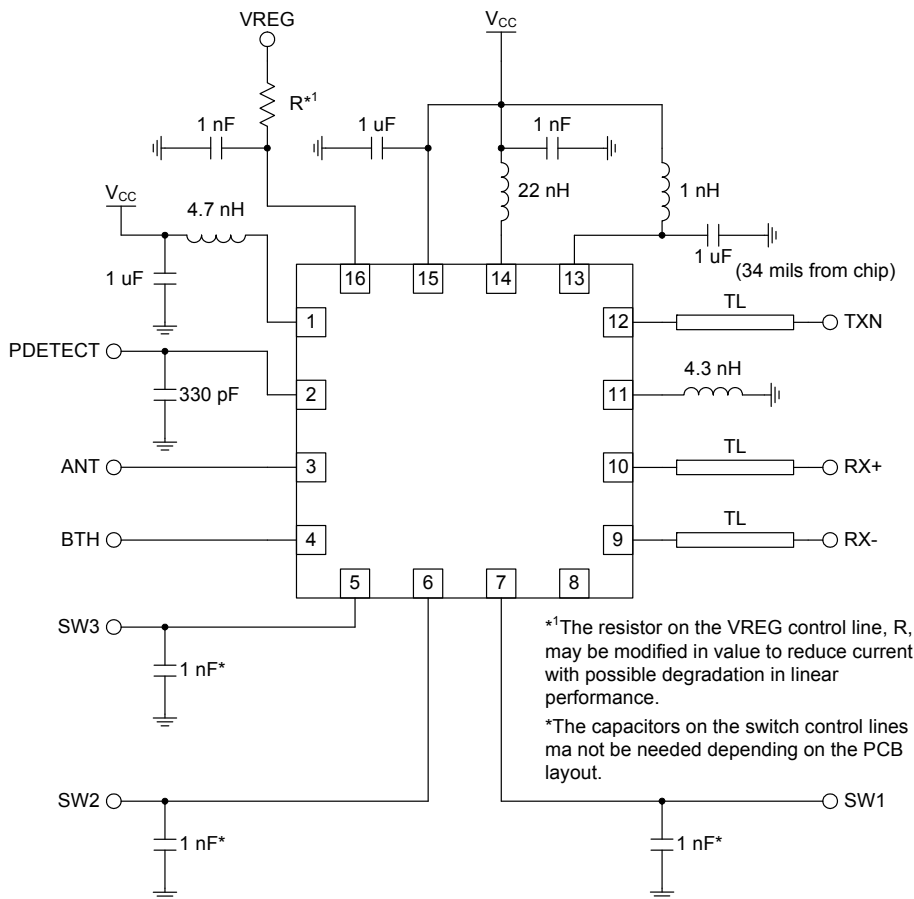 VREG
VCC
R*1
1 nF
1 uF
1 nF
22 nH
1 nH
VCC
4.7 nH
1 uF
1 uF
(34 mils from chip)
16
15
14
13
1
12
TL
TXN
PDETECT
330 pF
2
11
4.3 nH
ANT
3
10
TL
RX+
BTH
4
9
TL
RX-
5
6
7
8
SW3
1 nF*
*1The resistor on the VREG control line, R,
may be modified in value to reduce current
with possible degradation in linear
performance.
*The capacitors on the switch control lines
ma not be needed depending on the PCB
layout.
SW2
1 nF*
SW1
1 nF*